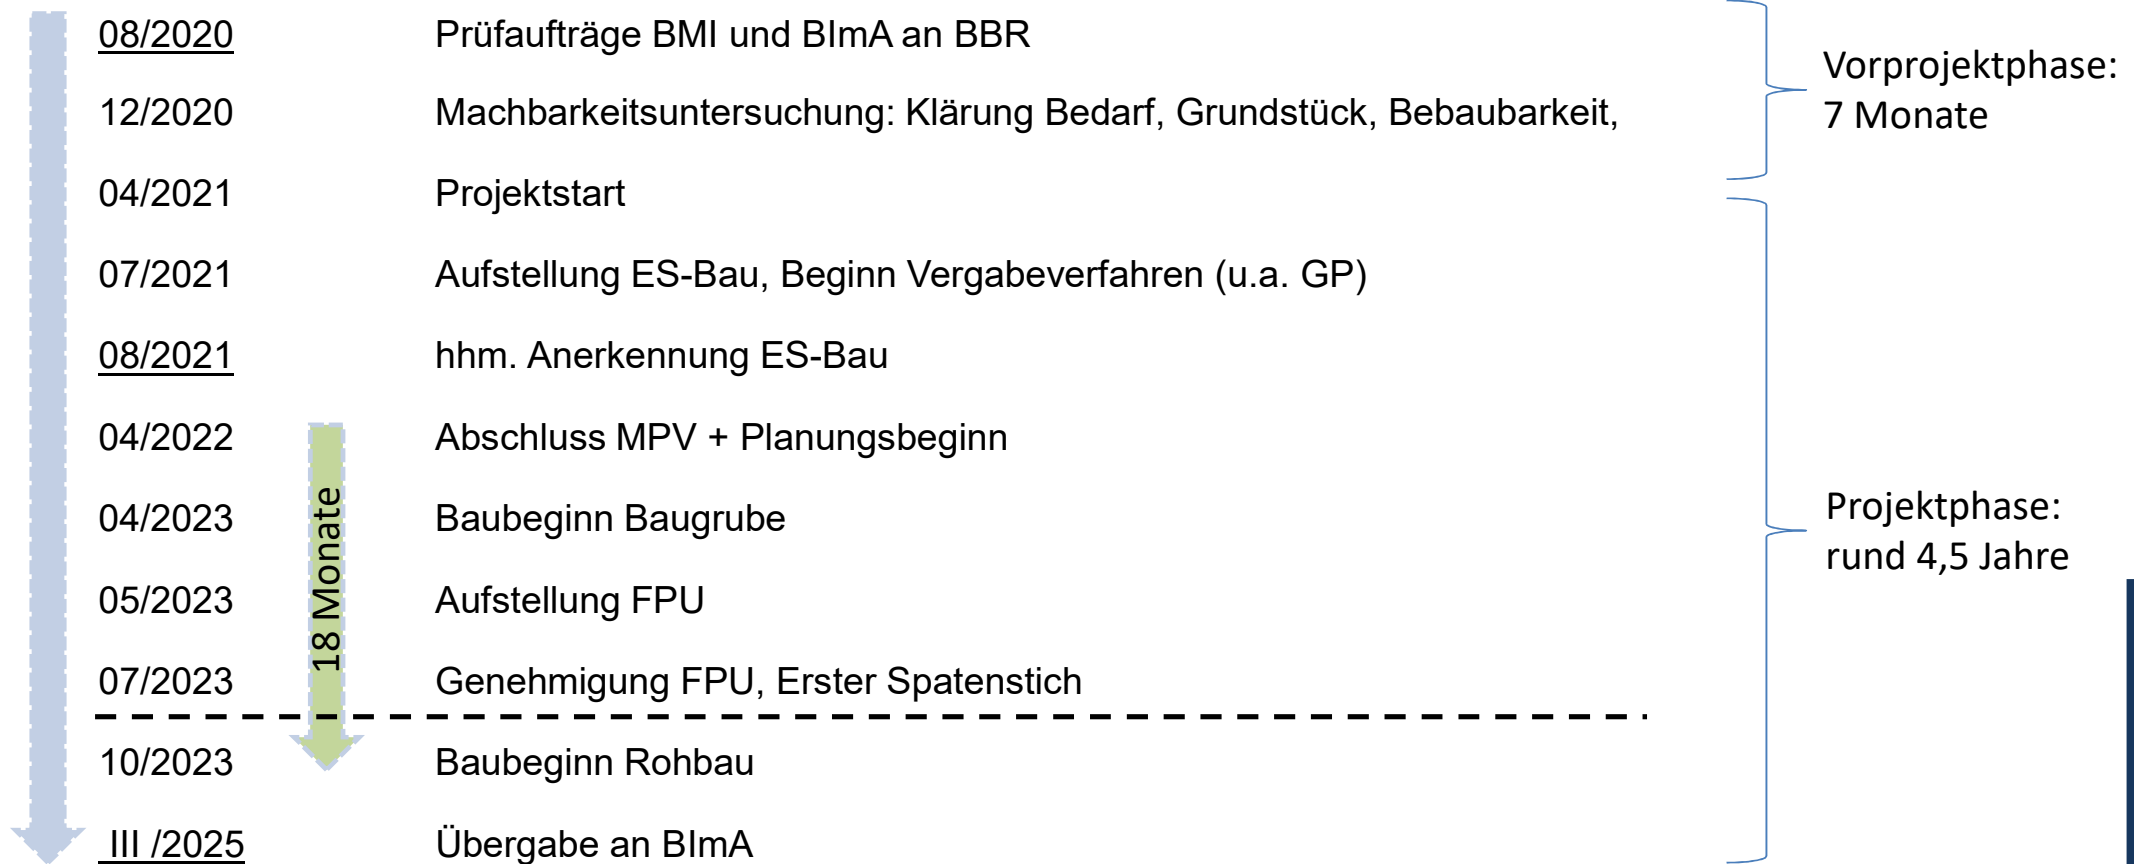 08/2020 Prüfaufträge BMI und BImA an BBR
12/2020 Machbarkeitsuntersuchung: Klärung Bedarf, Grundstück, Bebaubarkeit,
Vorprojektphase:
7 Monate
04/2021 Projektstart
07/2021 Aufstellung ES-Bau, Beginn Vergabeverfahren (u.a. GP)
08/2021 hhm. Anerkennung ES-Bau
04/2022 Abschluss MPV + Planungsbeginn
04/2023 Baubeginn Baugrube
05/2023 Aufstellung FPU
07/2023 Genehmigung FPU, Erster Spatenstich
18 Monate
Projektphase:
rund 4,5 Jahre
10/2023 Baubeginn Rohbau
III /2025 Übergabe an BImA